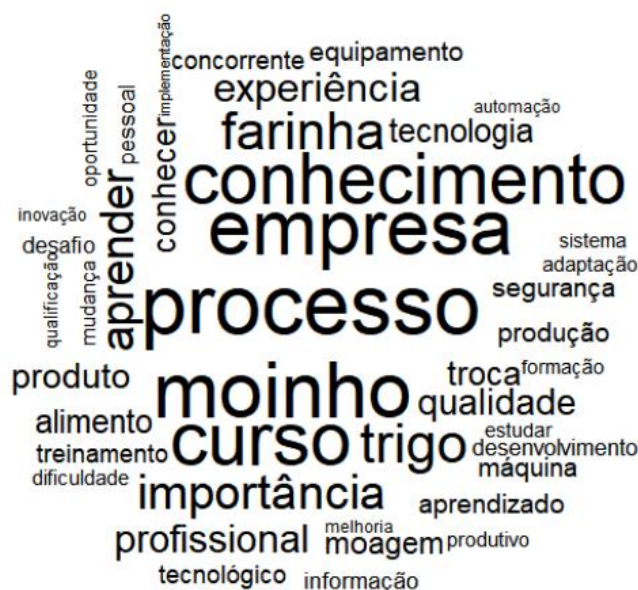 concorrente
equipamento
implementação
experiência
oportunidade
pessoal
conhecer
automação
farinha
tecnologia
aprender
conhecimento
inovação
empresa
desafio
sistema
adaptação
qualificação
mudança
processo
segurança
produção
produto
moinho
troca
formação
qualidade
alimento
curso
trigo
estudar
treinamento
desenvolvimento
dificuldade
máquina
importância
aprendizado
profissional
melhoria
moagem
produtivo
tecnológico
informação